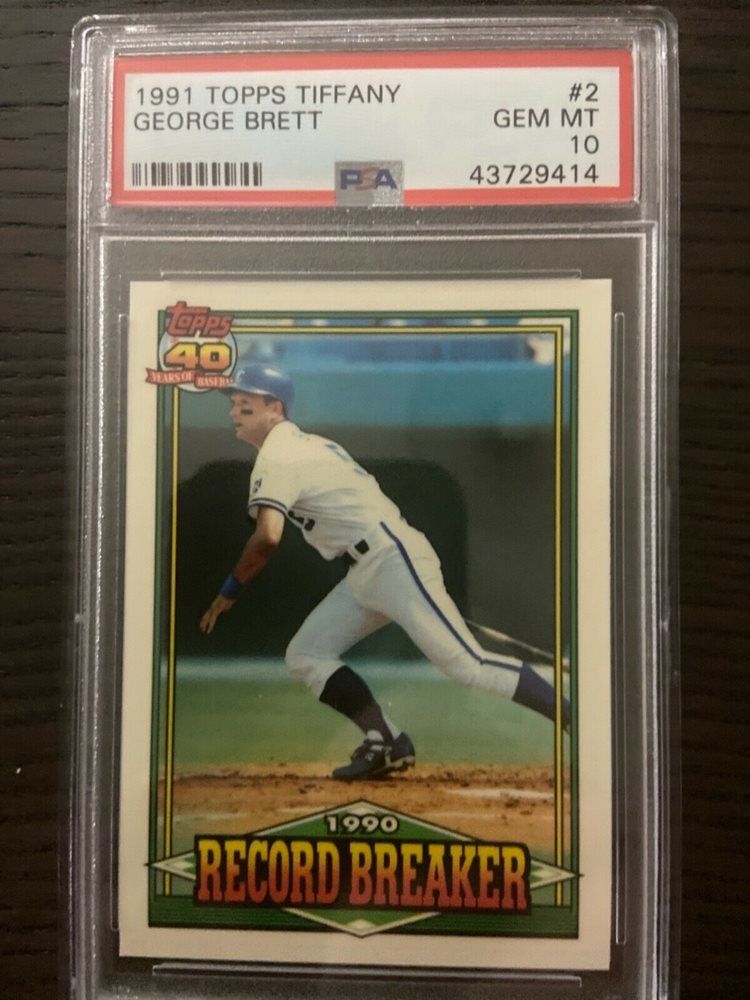 1991 TOPPS TIFFANY #2
GEORGE BRETT GEM MT
10
PSA 43729414
Topps
40
YEARS OF BASEBALL
1990
RECORD BREAKER